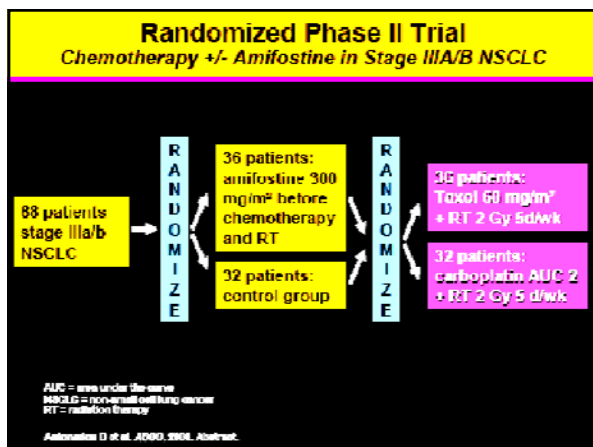 Randomized Phase II Trial
Chemotherapy +/- Amifostine in Stage IIIA/B NSCLC
68 patients
stage IIIa/b
NSCLC
RANDOMIZE
36 patients:
amifostine 300
mg/m² before
chemotherapy
and RT
32 patients:
control group
RANDOMIZE
36 patients:
Taxol 60 mg/m²
+ RT 2 Gy 5d/wk
32 patients:
carboplatin AUC 2
+ RT 2 Gy 5 d/wk
AUC = area under the curve
NSCLC = non-small cell lung cancer
RT = radiation therapy
et al. Abstract.